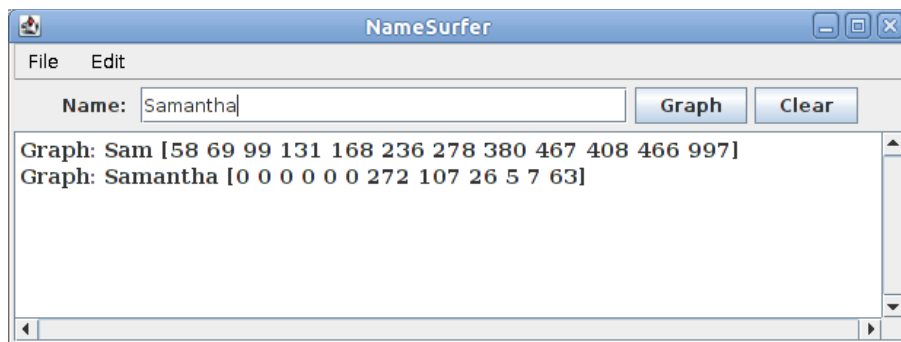 NameSurfer
File Edit
Name: Samantha Graph Clear
Graph: Sam [58 69 99 131 168 236 278 380 467 408 466 997]
Graph: Samantha [0 0 0 0 0 0 272 107 26 5 7 63]